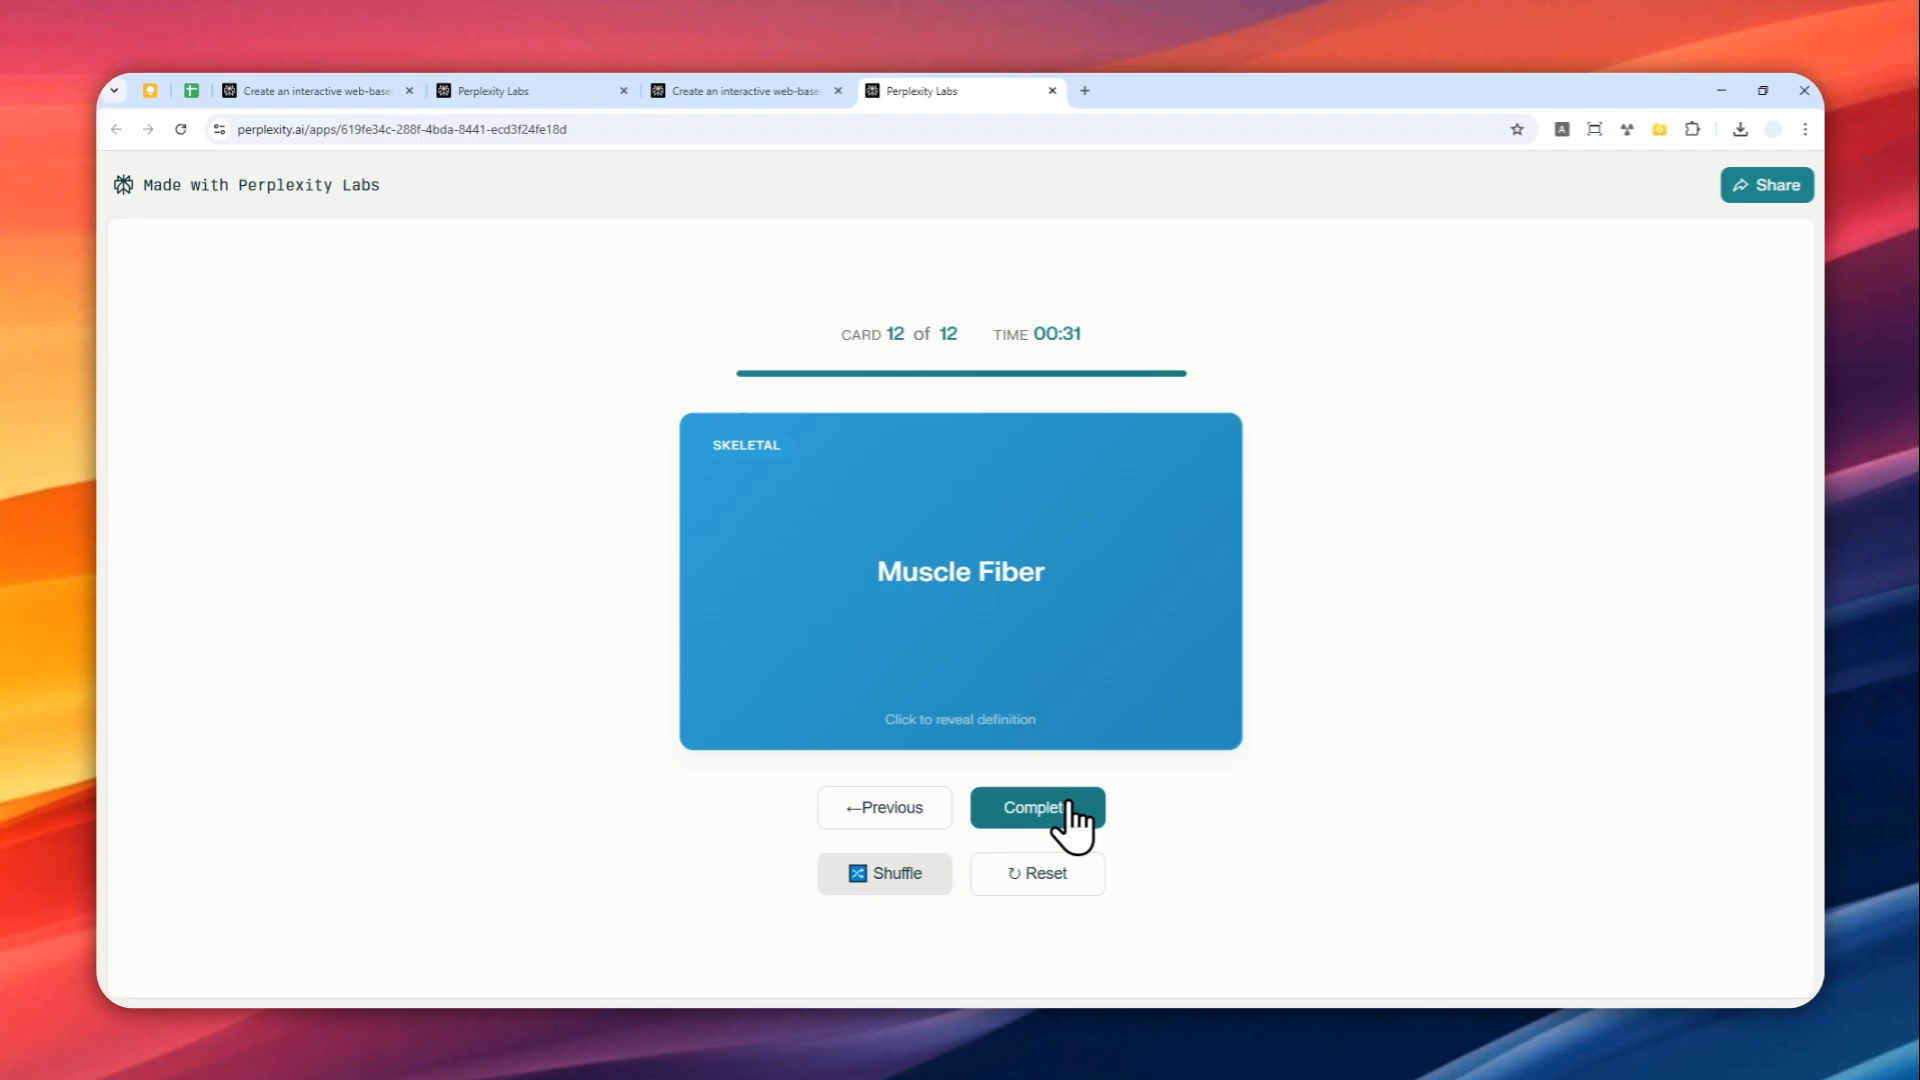 Create an interactive web-base
Perplexity Labs
Create an interactive web-base
Perplexity Labs
perplexity.ai/apps/619fe34c-288f-4bda-8441-ecd3f24fe18d
A
Made with Perplexity Labs
Share
CARD 12 of 12 TIME 00:31
SKELETAL
Muscle Fiber
Click to reveal definition
←Previous
Complet
Shuffle
↻ Reset